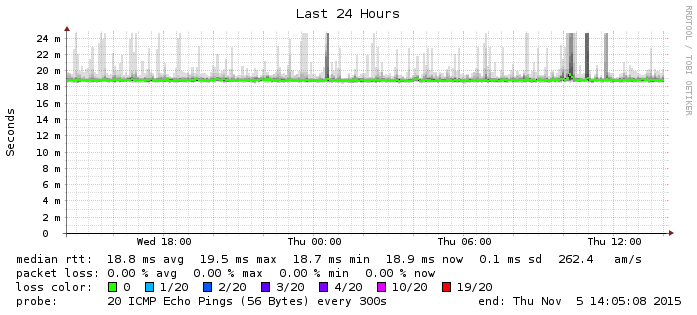 Last 24 Hours
RRDTOOL / TOBI OETIKER
Seconds
24 m
22 m
20 m
18 m
16 m
14 m
12 m
10 m
8 m
6 m
4 m
2 m
0
Wed 18:00 Thu 00:00 Thu 06:00 Thu 12:00
median rtt: 18.8 ms avg 19.5 ms max 18.7 ms min 18.9 ms now 0.1 ms sd 262.4 am/s
packet loss: 0.00 % avg 0.00 % max 0.00 % min 0.00 % now
loss color: 0 1/20 2/20 3/20 4/20 10/20 19/20
probe: 20 ICMP Echo Pings (56 Bytes) every 300s end: Thu Nov 5 14:05:08 2015